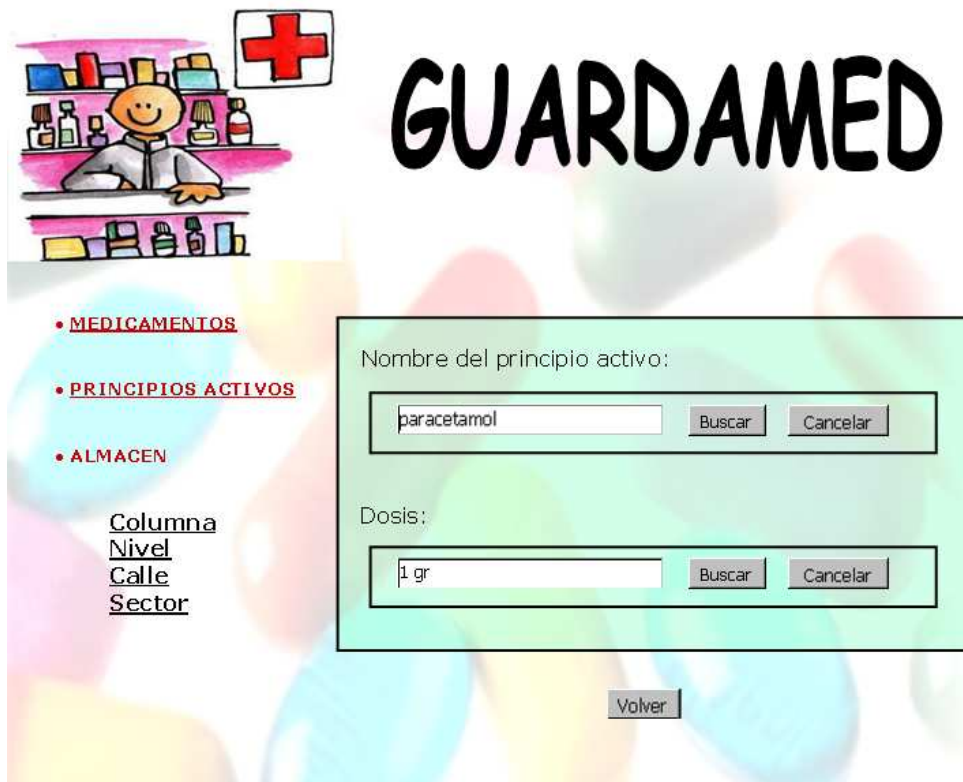 GUARDAMED
• MEDICAMENTOS
• PRINCIPIOS ACTIVOS
• ALMACEN
Columna
Nivel
Calle
Sector
Nombre del principio activo:
paracetamol Buscar Cancelar
Dosis:
1 gr Buscar Cancelar
Volver